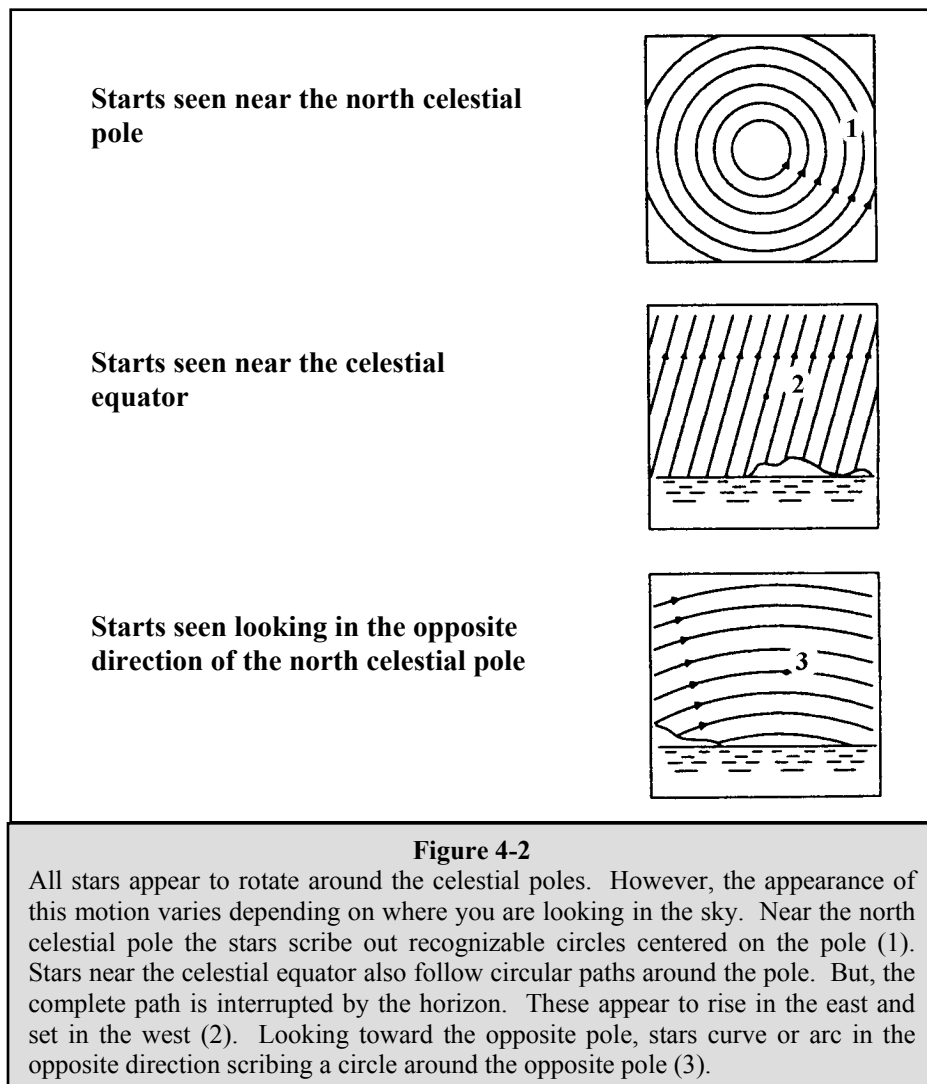 Starts seen near the north celestial
pole
1
Starts seen near the celestial
equator
2
Starts seen looking in the opposite
direction of the north celestial pole
3
Figure 4-2
All stars appear to rotate around the celestial poles. However, the appearance of
this motion varies depending on where you are looking in the sky. Near the north
celestial pole the stars scribe out recognizable circles centered on the pole (1).
Stars near the celestial equator also follow circular paths around the pole. But, the
complete path is interrupted by the horizon. These appear to rise in the east and
set in the west (2). Looking toward the opposite pole, stars curve or arc in the
opposite direction scribing a circle around the opposite pole (3).